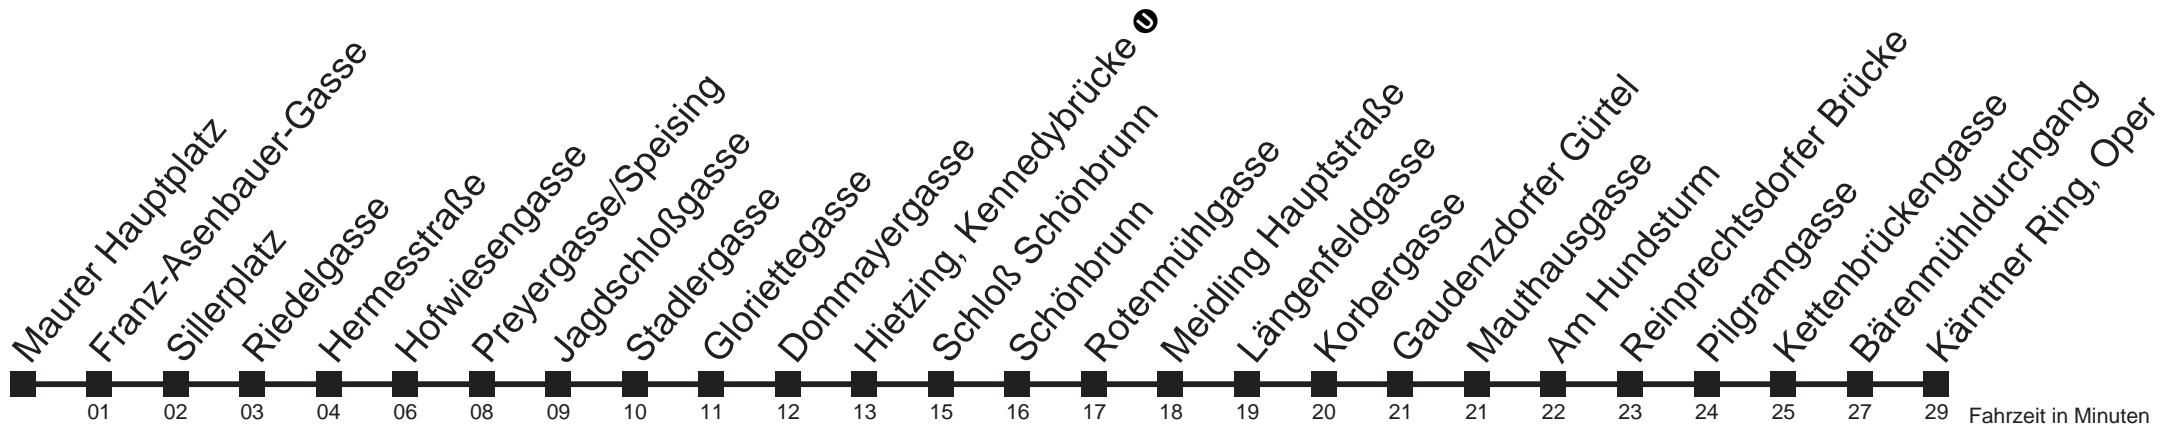 Maurer Hauptplatz
Franz-Asenbauer-Gasse
Sillerplatz
Riedelgasse
Hermesstraße
Hofwiesengasse
Preyergasse/Speising
Jagdschloßgasse
Stadlergasse
Gloriettegasse
Dommayergasse
Hietzing, Kennedybrücke U
Schloß Schönbrunn
Schönbrunn
Rotenmühlgasse
Meidling Hauptstraße
Längenfeldgasse
Korbergasse
Gaudenzdorfer Gürtel
Mauthausgasse
Am Hundsturm
Reinprechtsdorfer Brücke
Pilgramgasse
Kettenbrückengasse
Bärenmühldurchgang
Kärntner Ring, Oper
01 02 03 04 06 08 09 10 11 12 13 15 16 17 18 19 20 21 21 22 23 24 25 27 29 Fahrzeit in Minuten